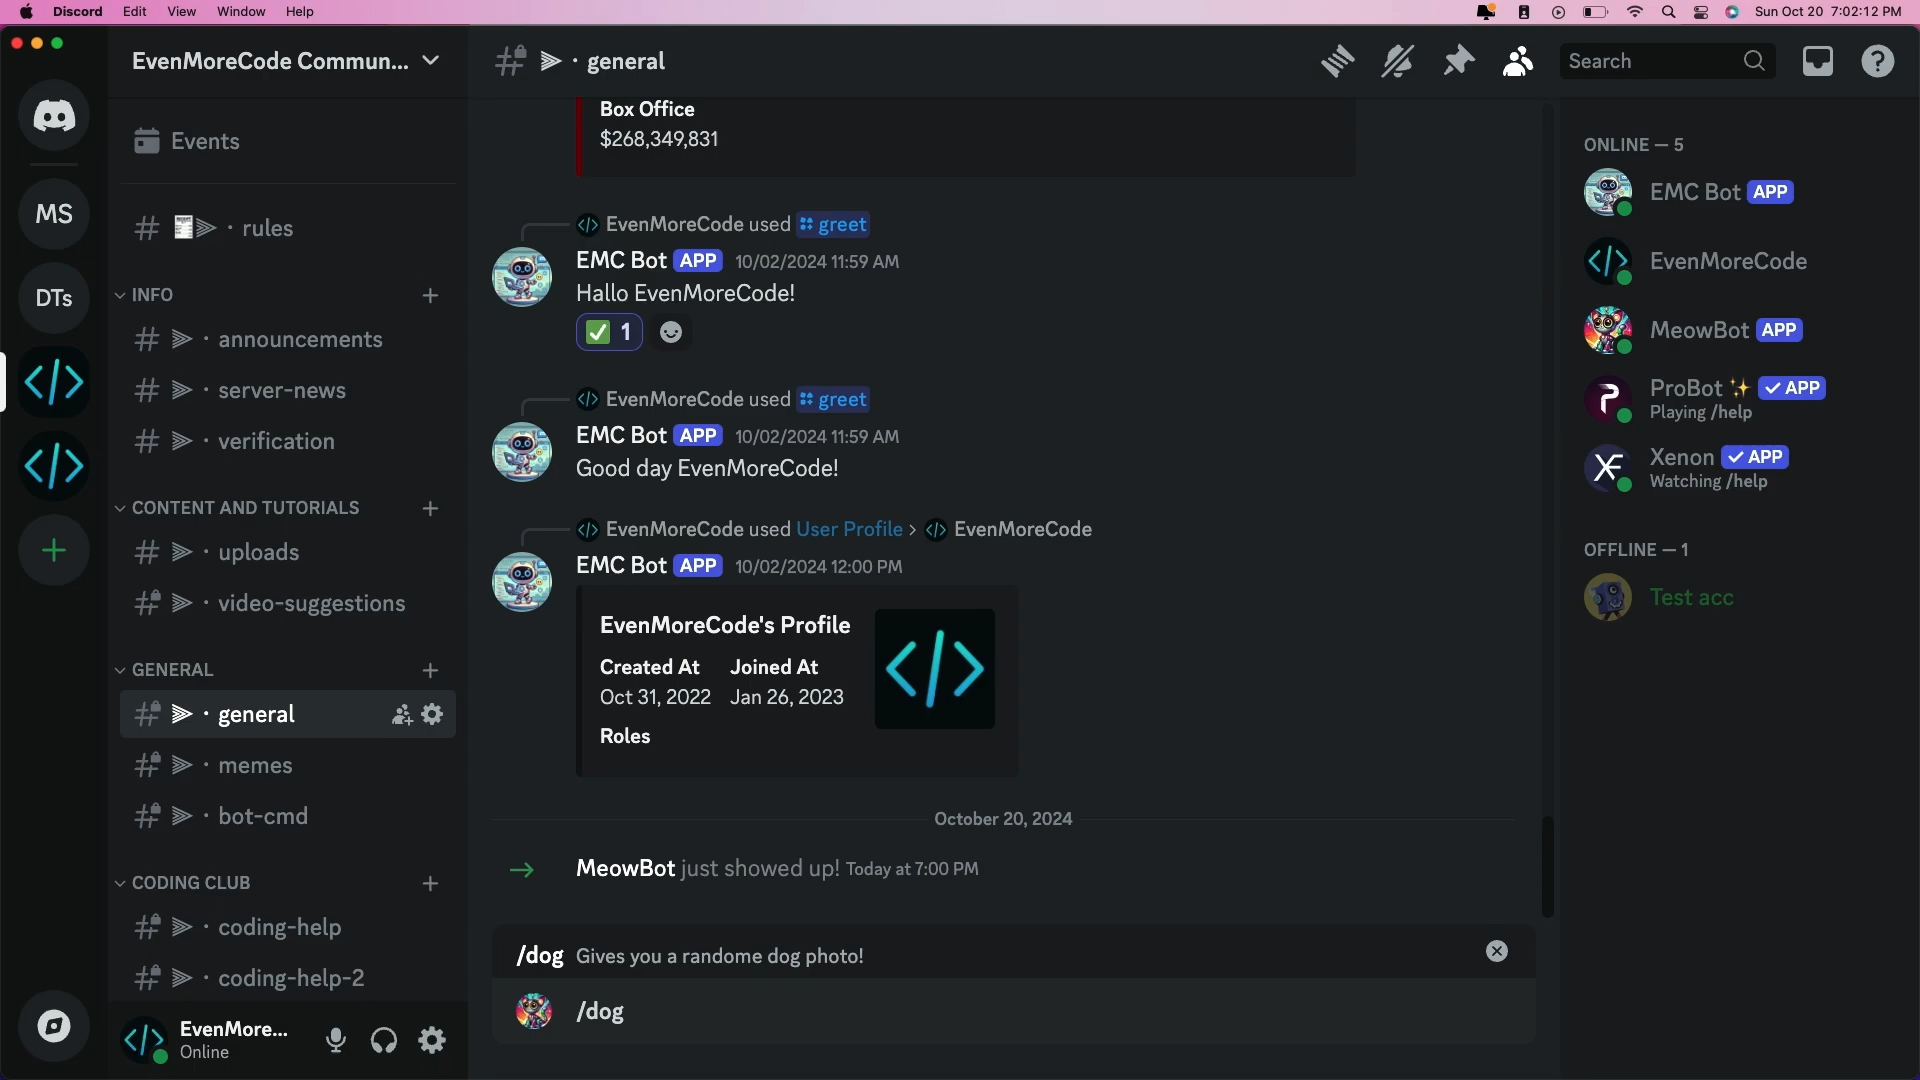 Discord Edit View Window Help
Sun Oct 20 7:02:12 PM
EvenMoreCode Commun...
· general
Search
MS
DTs
Events
· rules
INFO
· announcements
· server-news
· verification
CONTENT AND TUTORIALS
· uploads
· video-suggestions
GENERAL
· general
· memes
· bot-cmd
CODING CLUB
· coding-help
· coding-help-2
EvenMore...
Online
Box Office
$268,349,831
EvenMoreCode used greet
EMC Bot APP 10/02/2024 11:59 AM
Hallo EvenMoreCode!
1
EvenMoreCode used greet
EMC Bot APP 10/02/2024 11:59 AM
Good day EvenMoreCode!
EvenMoreCode used User Profile > EvenMoreCode
EMC Bot APP 10/02/2024 12:00 PM
EvenMoreCode's Profile
Created At Joined At
Oct 31, 2022 Jan 26, 2023
Roles
October 20, 2024
MeowBot just showed up! Today at 7:00 PM
/dog Gives you a randome dog photo!
/dog
ONLINE — 5
EMC Bot APP
EvenMoreCode
MeowBot APP
ProBot ✨ APP
Playing /help
Xenon APP
Watching /help
OFFLINE — 1
Test acc